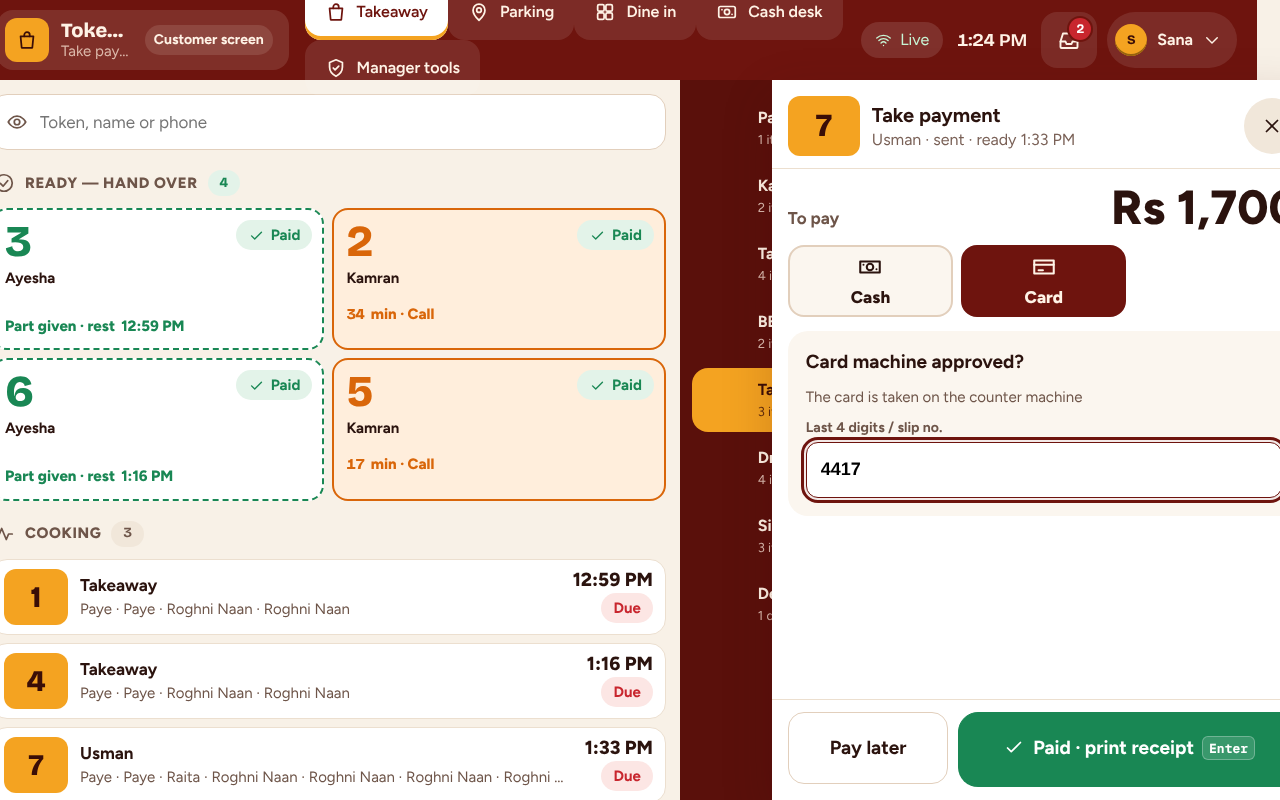 Toke...
Take pay...
Customer screen
Takeaway
Parking
Dine in
Cash desk
Manager tools
Live
1:24 PM
2
S
Sana
Token, name or phone
READY — HAND OVER 4
3
Paid
Ayesha
Part given · rest 12:59 PM
2
Paid
Kamran
34 min · Call
6
Paid
Ayesha
Part given · rest 1:16 PM
5
Paid
Kamran
17 min · Call
COOKING 3
1
Takeaway
Paye · Paye · Roghni Naan · Roghni Naan
12:59 PM
Due
4
Takeaway
Paye · Paye · Roghni Naan · Roghni Naan
1:16 PM
Due
7
Usman
Paye · Paye · Raita · Roghni Naan · Roghni Naan · Roghni Naan · Roghni ...
1:33 PM
Due
7
Take payment
Usman · sent · ready 1:33 PM
To pay
Rs 1,700
Cash
Card
Card machine approved?
The card is taken on the counter machine
Last 4 digits / slip no.
4417
Pay later
Paid · print receipt Enter